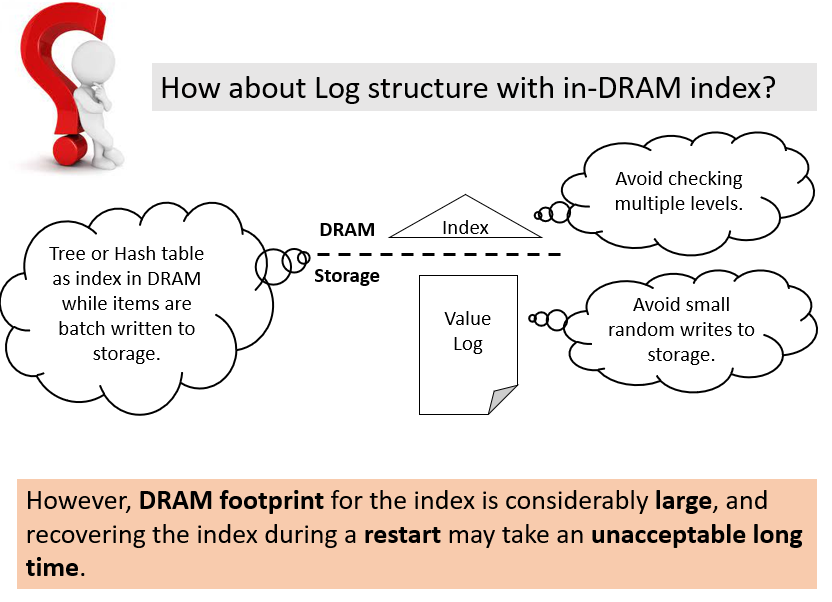 How about Log structure with in-DRAM index?
Avoid checking
multiple levels.
DRAM
Index
Tree or Hash table
as index in DRAM
while items are
batch written to
storage.
Storage
Value
Log
Avoid small
random writes to
storage.
However, DRAM footprint for the index is considerably large, and
recovering the index during a restart may take an unacceptable long
time.